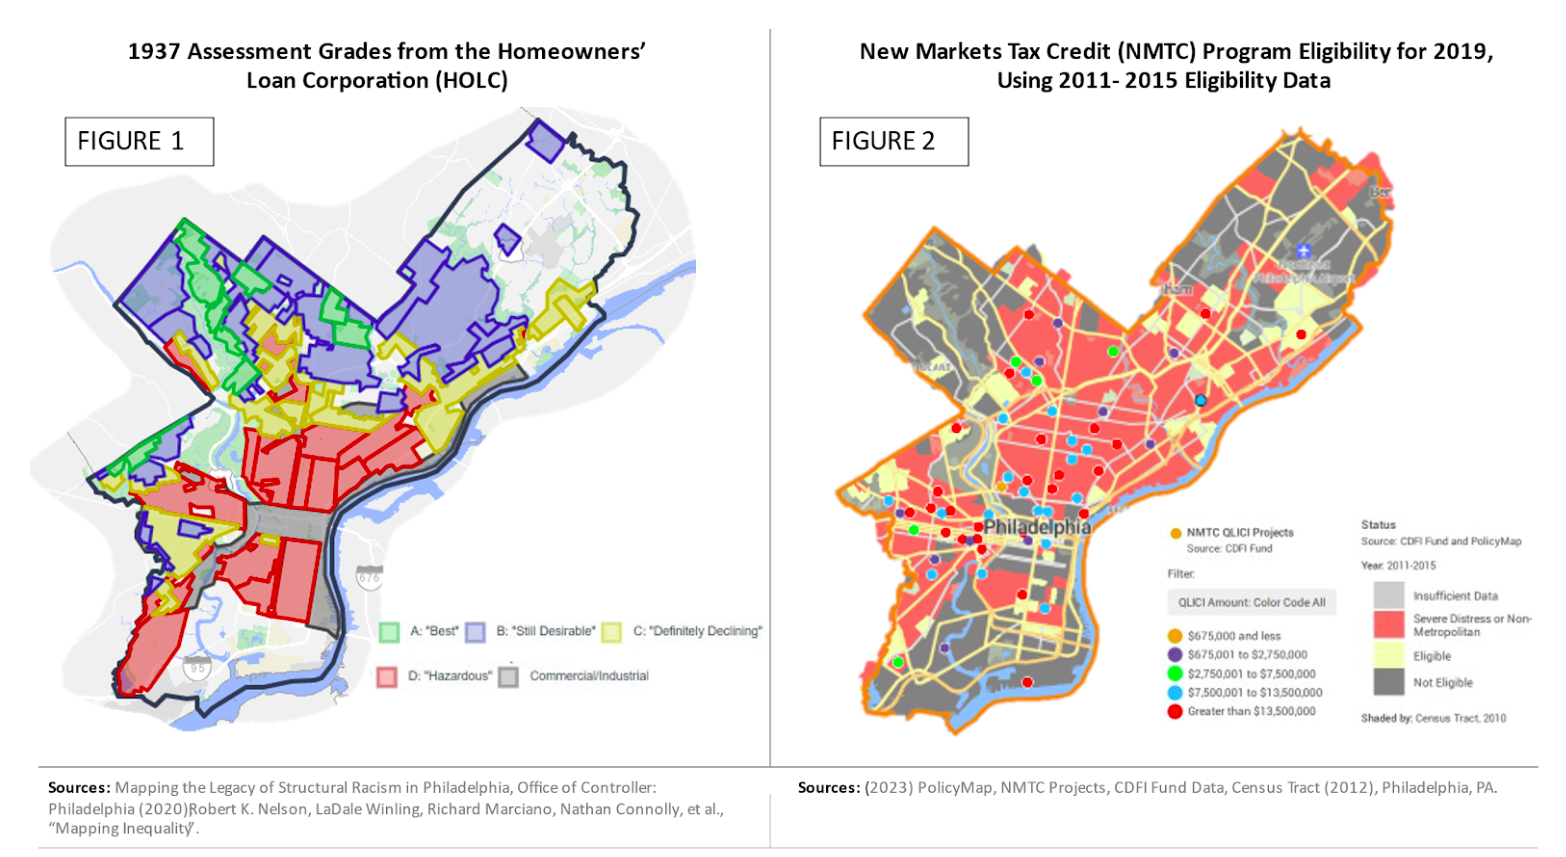 1937 Assessment Grades from the Homeowners’
Loan Corporation (HOLC)
FIGURE 1
676
95
A: "Best"
B: "Still Desirable"
C: "Definitely Declining"
D: "Hazardous"
Commercial/Industrial
Sources: Mapping the Legacy of Structural Racism in Philadelphia, Office of Controller:
Philadelphia (2020)Robert K. Nelson, LaDale Winling, Richard Marciano, Nathan Connolly, et al.,
“Mapping Inequality”.
New Markets Tax Credit (NMTC) Program Eligibility for 2019,
Using 2011- 2015 Eligibility Data
FIGURE 2
Ber
Northeast
Philadelphia Airport
ham
Philadelphia
NMTC QLICI Projects
Source: CDFI Fund
Filter:
QLICI Amount: Color Code All
$675,000 and less
$675,001 to $2,750,000
$2,750,001 to $7,500,000
$7,500,001 to $13,500,000
Greater than $13,500,000
Status
Source: CDFI Fund and PolicyMap
Year: 2011-2015
Insufficient Data
Severe Distress or Non-
Metropolitan
Eligible
Not Eligible
Shaded by: Census Tract, 2010
Sources: (2023) PolicyMap, NMTC Projects, CDFI Fund Data, Census Tract (2012), Philadelphia, PA.